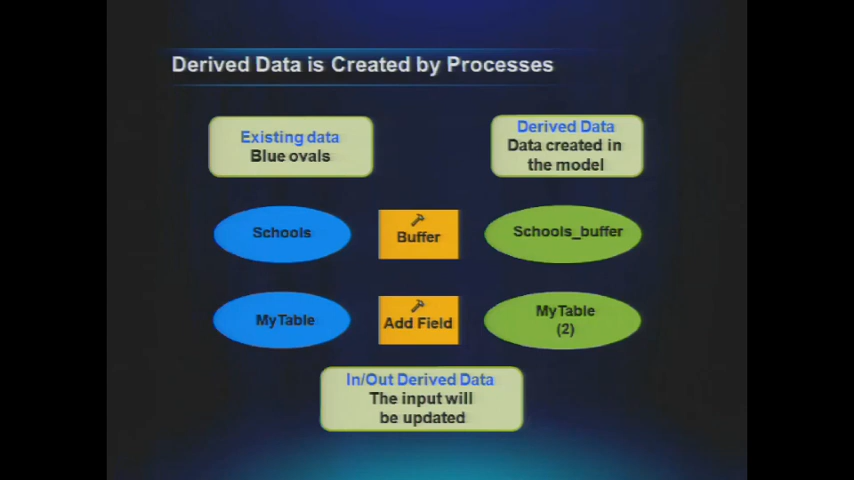 Derived Data is Created by Processes
Existing data
Blue ovals
Derived Data
Data created in
the model
Schools
Buffer
Schools_buffer
MyTable
Add Field
MyTable
(2)
In/Out Derived Data
The input will
be updated